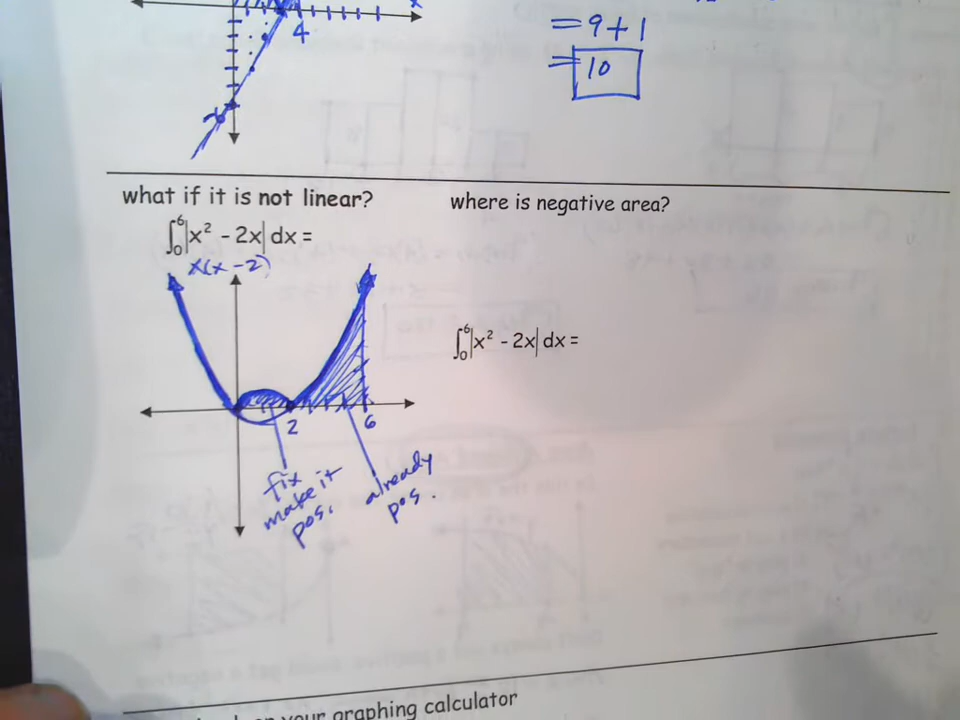 4
= 9 + 1
= 10
what if it is not linear?
where is negative area?
∫₀⁶|x² - 2x| dx =
x(x - 2)
∫₀⁶|x² - 2x| dx =
2
6
fix
make it
pos.
already
pos.
your graphing calculator